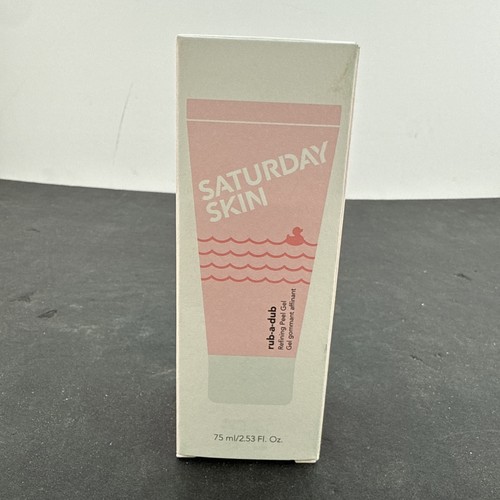 SATURDAY
SKIN
rub-a-dub
Refining Peel Gel
Gel gommant affinant
75 ml/2.53 Fl. Oz.